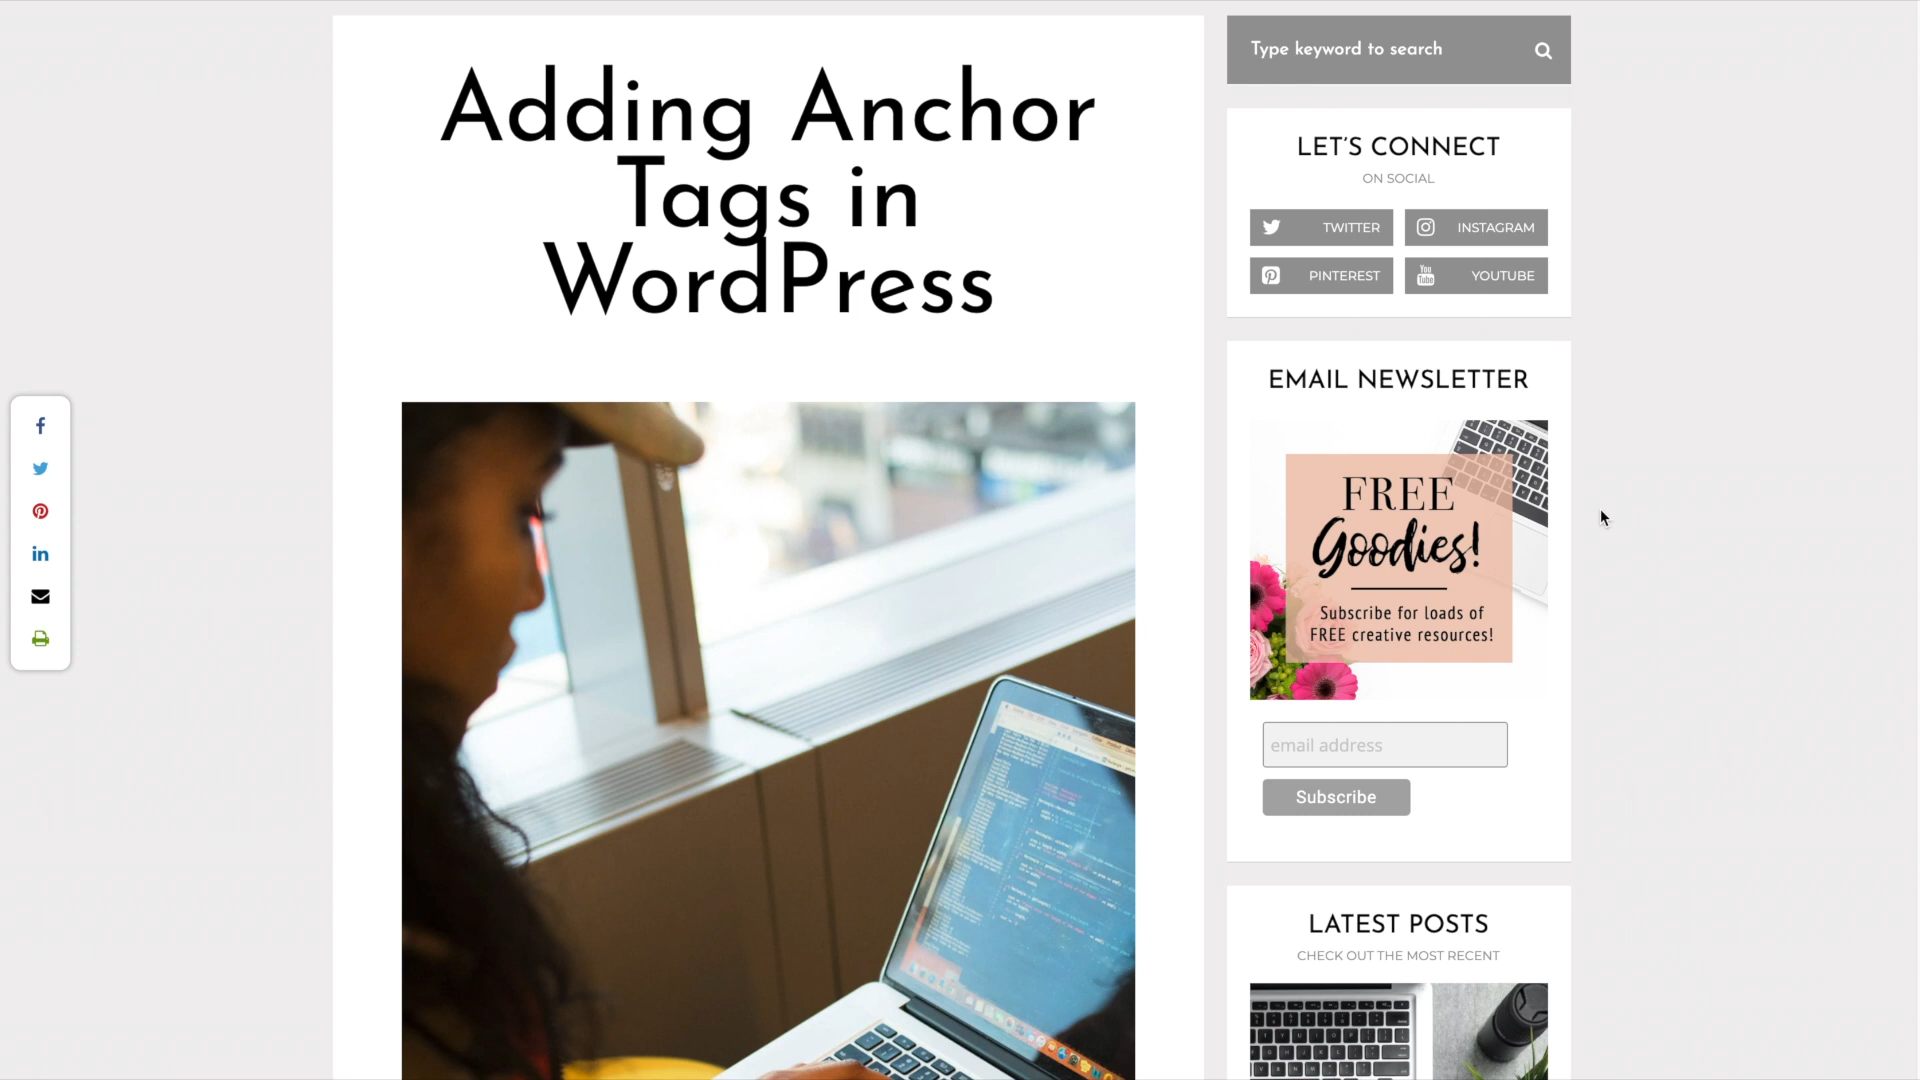 Adding Anchor
Tags in
WordPress
Type keyword to search
LET'S CONNECT
ON SOCIAL
TWITTER
INSTAGRAM
PINTEREST
YOUTUBE
EMAIL NEWSLETTER
FREE
Goodies!
Subscribe for loads of
FREE creative resources!
email address
Subscribe
LATEST POSTS
CHECK OUT THE MOST RECENT